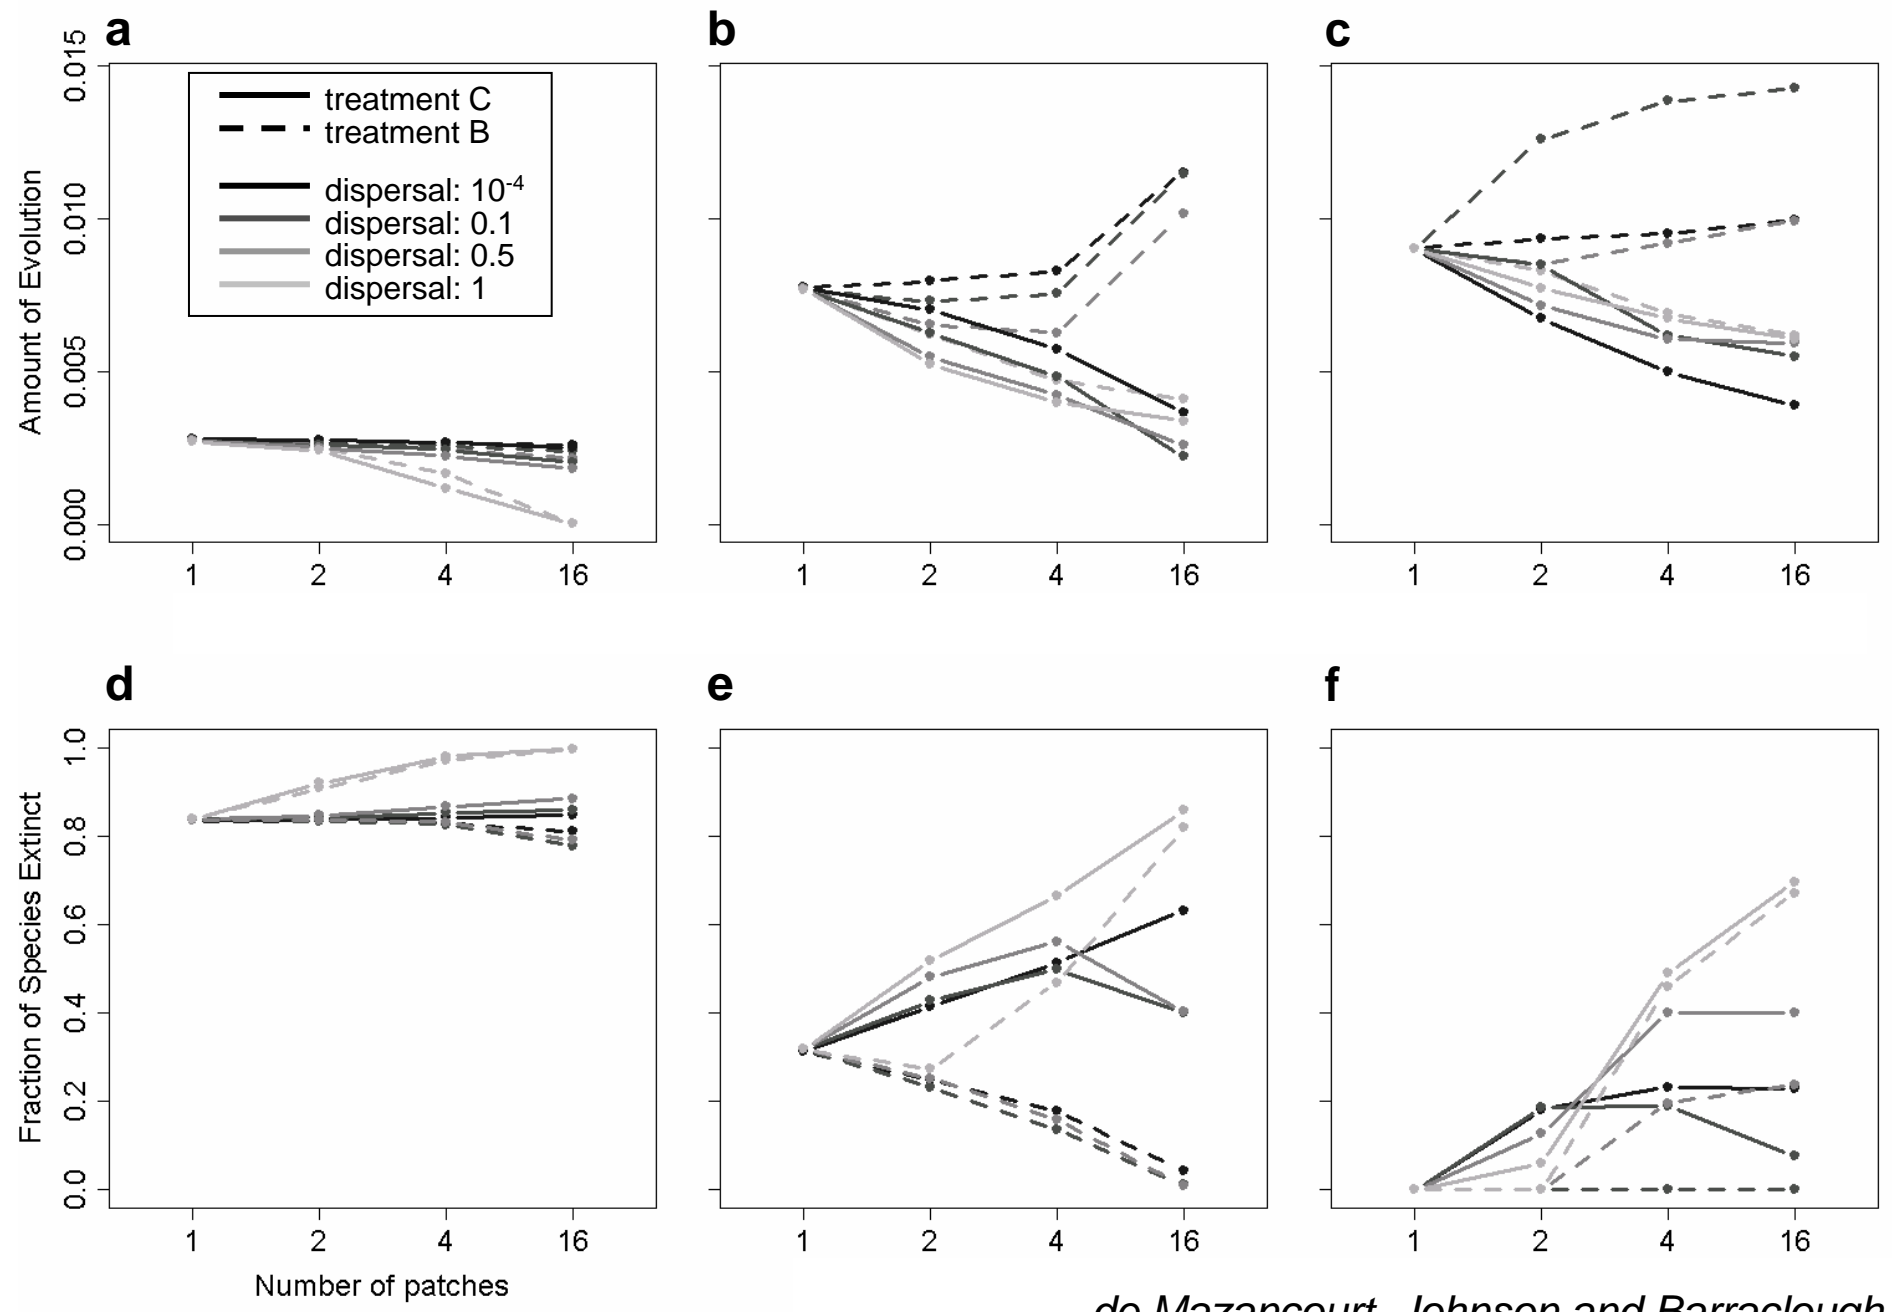 a
b
c
0.015
0.010
0.005
0.000
Amount of Evolution
treatment C
treatment B
dispersal: 10-4
dispersal: 0.1
dispersal: 0.5
dispersal: 1
1 2 4 16
1 2 4 16
1 2 4 16
d
e
f
1.0
0.8
0.6
0.4
0.2
0.0
Fraction of Species Extinct
1 2 4 16
1 2 4 16
1 2 4 16
Number of patches
de Mazancourt, Johnson and Barraclough